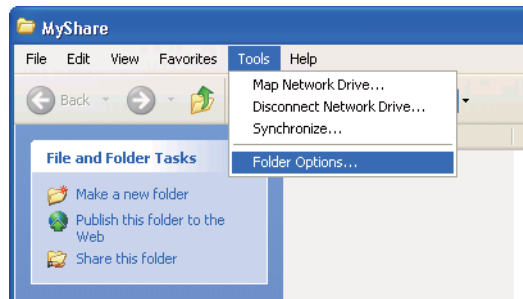 MyShare
File Edit View Favorites Tools Help
Map Network Drive...
Disconnect Network Drive...
Synchronize...
Folder Options...
Back
File and Folder Tasks
Make a new folder
Publish this folder to the
Web
Share this folder